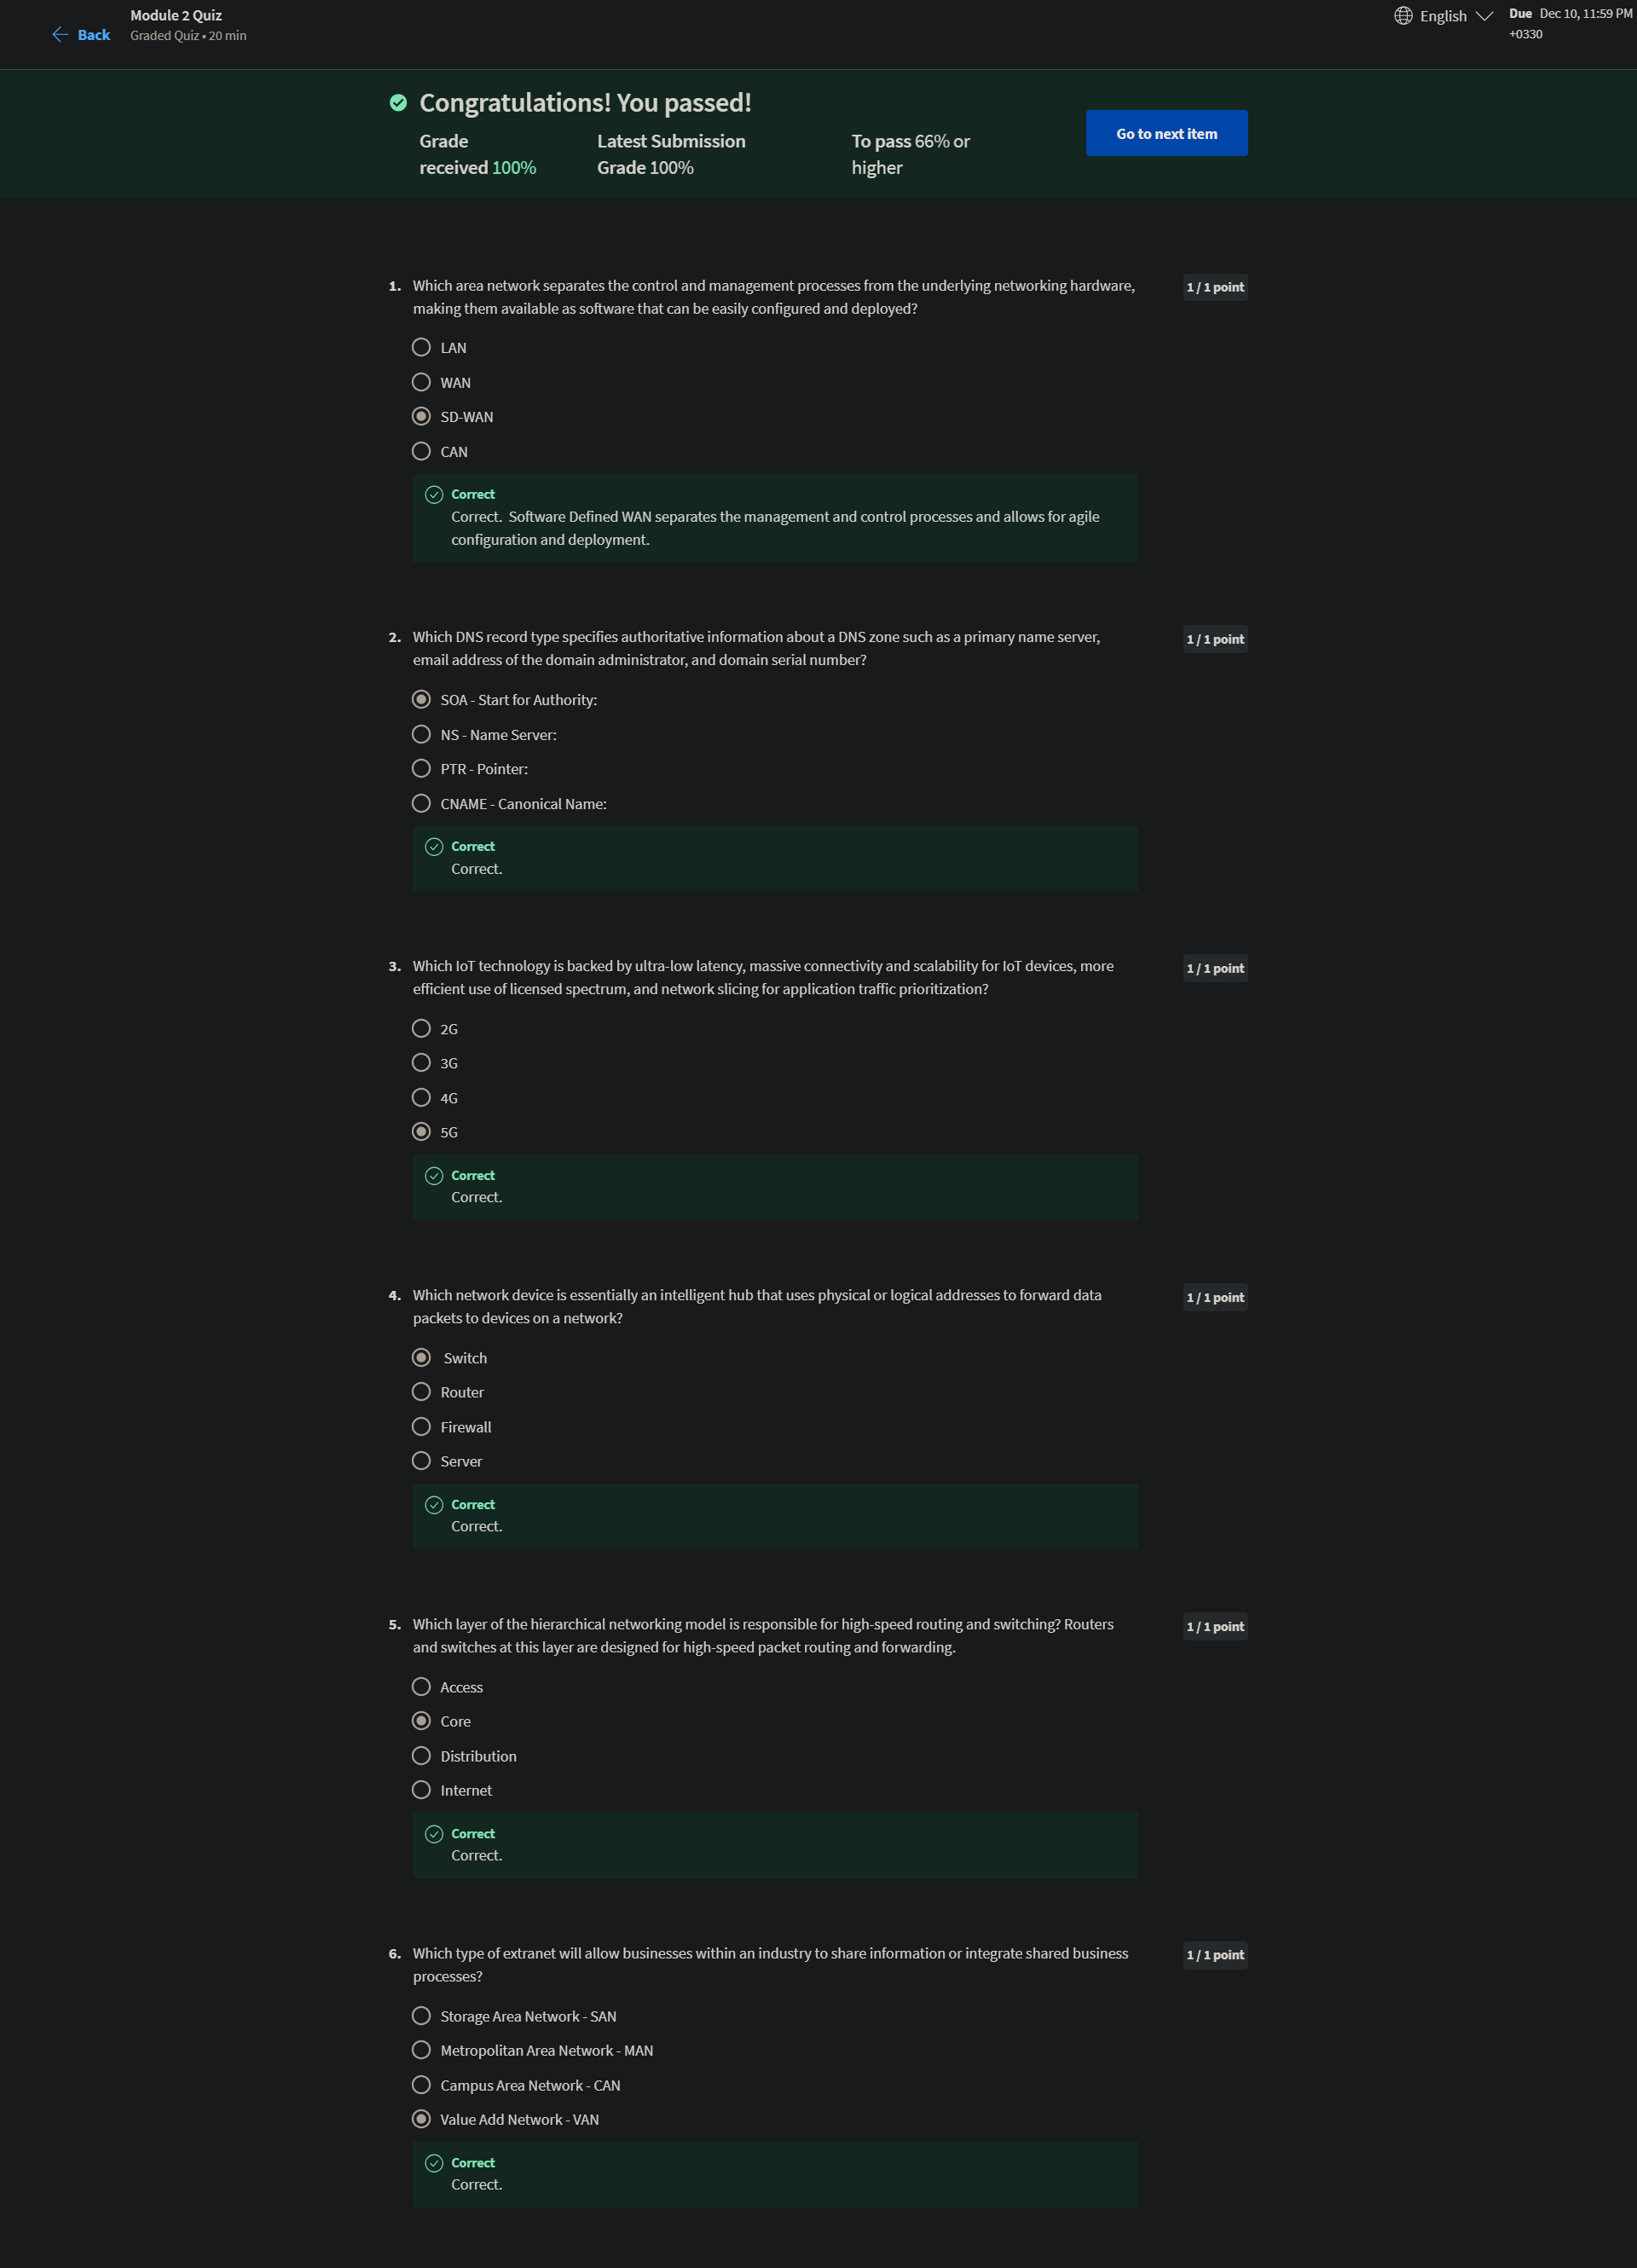 Back
Module 2 Quiz
Graded Quiz • 20 min
English
Due Dec 10, 11:59 PM
+0330
Congratulations! You passed!
Grade
received 100%
Latest Submission
Grade 100%
To pass 66% or
higher
Go to next item
1. Which area network separates the control and management processes from the underlying networking hardware,
making them available as software that can be easily configured and deployed?
1 / 1 point
LAN
WAN
SD-WAN
CAN
Correct
Correct. Software Defined WAN separates the management and control processes and allows for agile
configuration and deployment.
2. Which DNS record type specifies authoritative information about a DNS zone such as a primary name server,
email address of the domain administrator, and domain serial number?
1 / 1 point
SOA - Start for Authority:
NS - Name Server:
PTR - Pointer:
CNAME - Canonical Name:
Correct
Correct.
3. Which IoT technology is backed by ultra-low latency, massive connectivity and scalability for IoT devices, more
efficient use of licensed spectrum, and network slicing for application traffic prioritization?
1 / 1 point
2G
3G
4G
5G
Correct
Correct.
4. Which network device is essentially an intelligent hub that uses physical or logical addresses to forward data
packets to devices on a network?
1 / 1 point
Switch
Router
Firewall
Server
Correct
Correct.
5. Which layer of the hierarchical networking model is responsible for high-speed routing and switching? Routers
and switches at this layer are designed for high-speed packet routing and forwarding.
1 / 1 point
Access
Core
Distribution
Internet
Correct
Correct.
6. Which type of extranet will allow businesses within an industry to share information or integrate shared business
processes?
1 / 1 point
Storage Area Network - SAN
Metropolitan Area Network - MAN
Campus Area Network - CAN
Value Add Network - VAN
Correct
Correct.